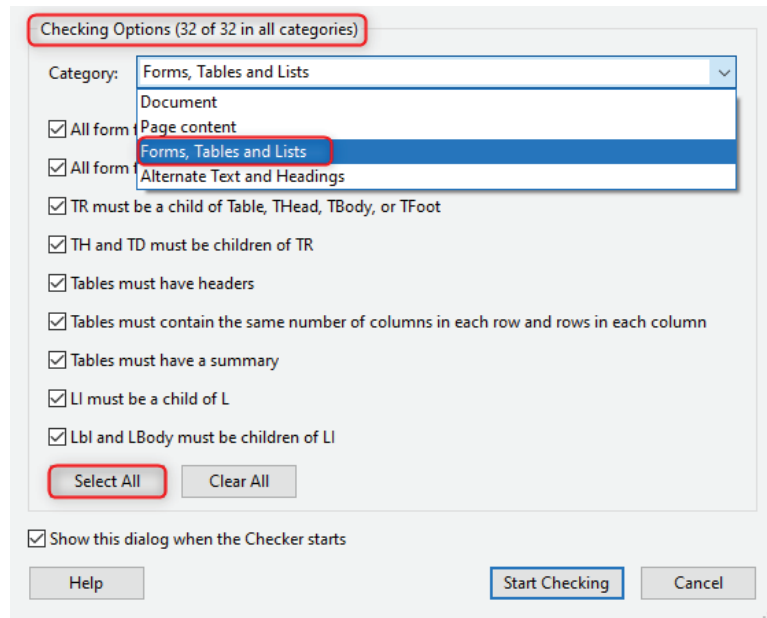 Checking Options (32 of 32 in all categories)
Category: Forms, Tables and Lists
Document
All form f Page content
Forms, Tables and Lists
All form f Alternate Text and Headings
TR must be a child of Table, THead, TBody, or TFoot
TH and TD must be children of TR
Tables must have headers
Tables must contain the same number of columns in each row and rows in each column
Tables must have a summary
LI must be a child of L
Lbl and LBody must be children of LI
Select All Clear All
Show this dialog when the Checker starts
Help Start Checking Cancel